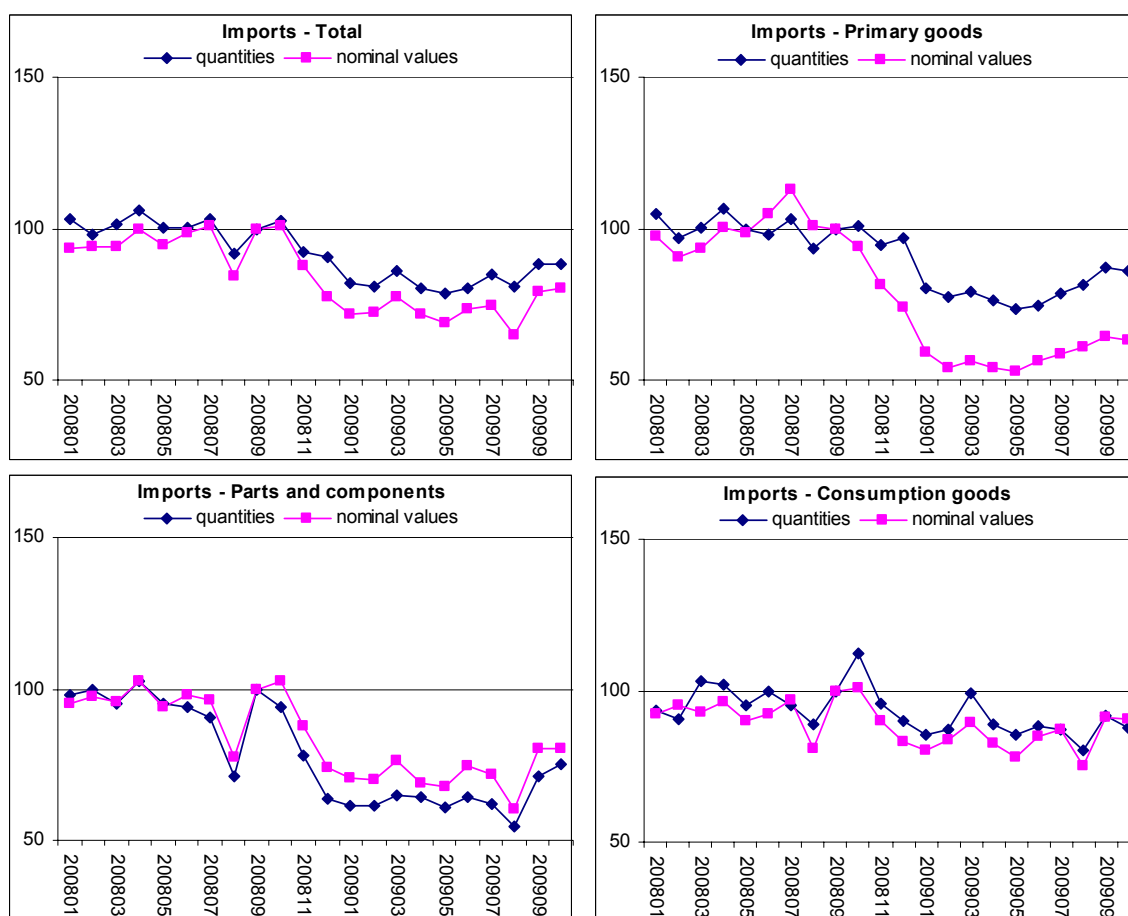 Imports - Total
quantities nominal values
150
100
50
200801 200803 200805 200807 200809 200811 200901 200903 200905 200907 200909
Imports - Primary goods
quantities nominal values
150
100
50
200801 200803 200805 200807 200809 200811 200901 200903 200905 200907 200909
Imports - Parts and components
quantities nominal values
150
100
50
200801 200803 200805 200807 200809 200811 200901 200903 200905 200907 200909
Imports - Consumption goods
quantities nominal values
150
100
50
200801 200803 200805 200807 200809 200811 200901 200903 200905 200907 200909